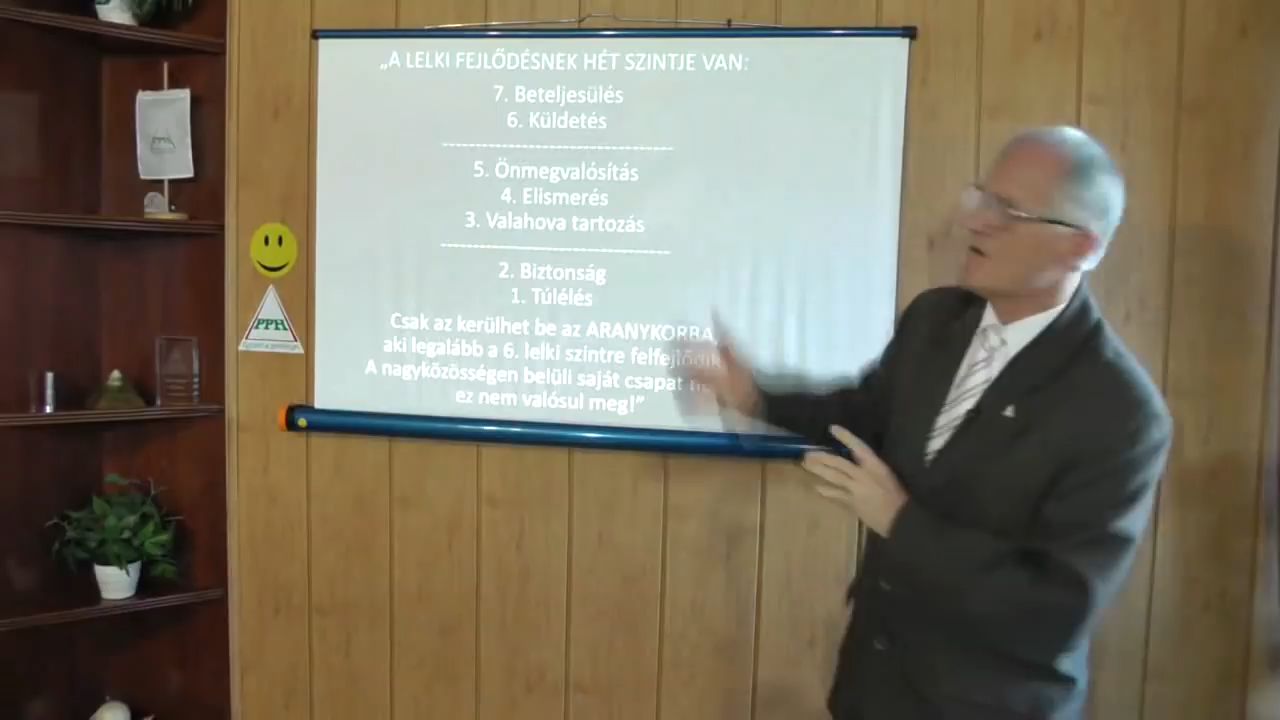 „A LELKI FEJLŐDÉSNEK HÉT SZINTJE VAN:
7. Beteljesülés
6. Küldetés
5. Önmegvalósítás
4. Elismerés
3. Valahova tartozás
2. Biztonság
1. Túlélés
Csak az kerülhet be az ARANYKORBA
aki legalább a 6. lelki szintre felfejlődik
A nagyközösségen belüli saját csapat
ez nem valósul meg!”
PPH
PPH